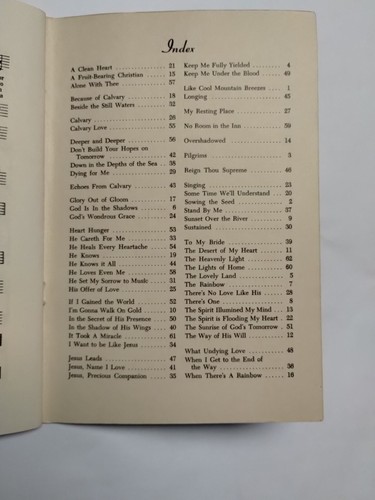 Index
A Clean Heart 21
A Fruit-Bearing Christian 15
Alone With Thee 57
Because of Calvary 18
Beside the Still Waters 32
Calvary 26
Calvary Love 55
Deeper and Deeper 56
Don't Build Your Hopes on
Tomorrow 42
Down in the Depths of the Sea 38
Dying for Me 29
Echoes From Calvary 43
Glory Out of Gloom 17
God Is In the Shadows 6
God's Wondrous Grace 24
Heart Hunger 53
He Careth For Me 33
He Heals Every Heartache 54
He Knows 19
He Knows it All 44
He Loves Even Me 58
He Set My Sorrow to Music 31
His Offer of Love 25
If I Gained the World 52
I'm Gonna Walk on Gold 10
In the Secret of His Presence 50
In the Shadow of His Wings 40
It Took A Miracle 61
I Want to be Like Jesus 34
Jesus Leads 47
Jesus, Name I Love 41
Jesus, Precious Companion 35
Keep Me Fully Yielded 4
Keep Me Under the Blood 49
Like Cool Mountain Breezes 1
Longing 45
My Resting Place 27
No Room in the Inn 59
Overshadowed 14
Pilgrims 3
Reign Thou Supreme 46
Singing 23
Some Time We'll Understand 20
Sowing the Seed 2
Stand By Me 37
Sunset Over the River 9
Sustained 30
To My Bride 39
The Desert of My Heart 11
The Heavenly Light 62
The Lights of Home 60
The Lovely Land 5
The Rainbow 7
There's No Love Like His 28
There's One 8
The Spirit Illumined My Mind 13
The Spirit is Flooding My Heart 22
The Sunrise of God's Tomorrow 51
The Way of His Will 12
What Undying Love 48
When I Get to the End of
the Way 36
When There's A Rainbow 16